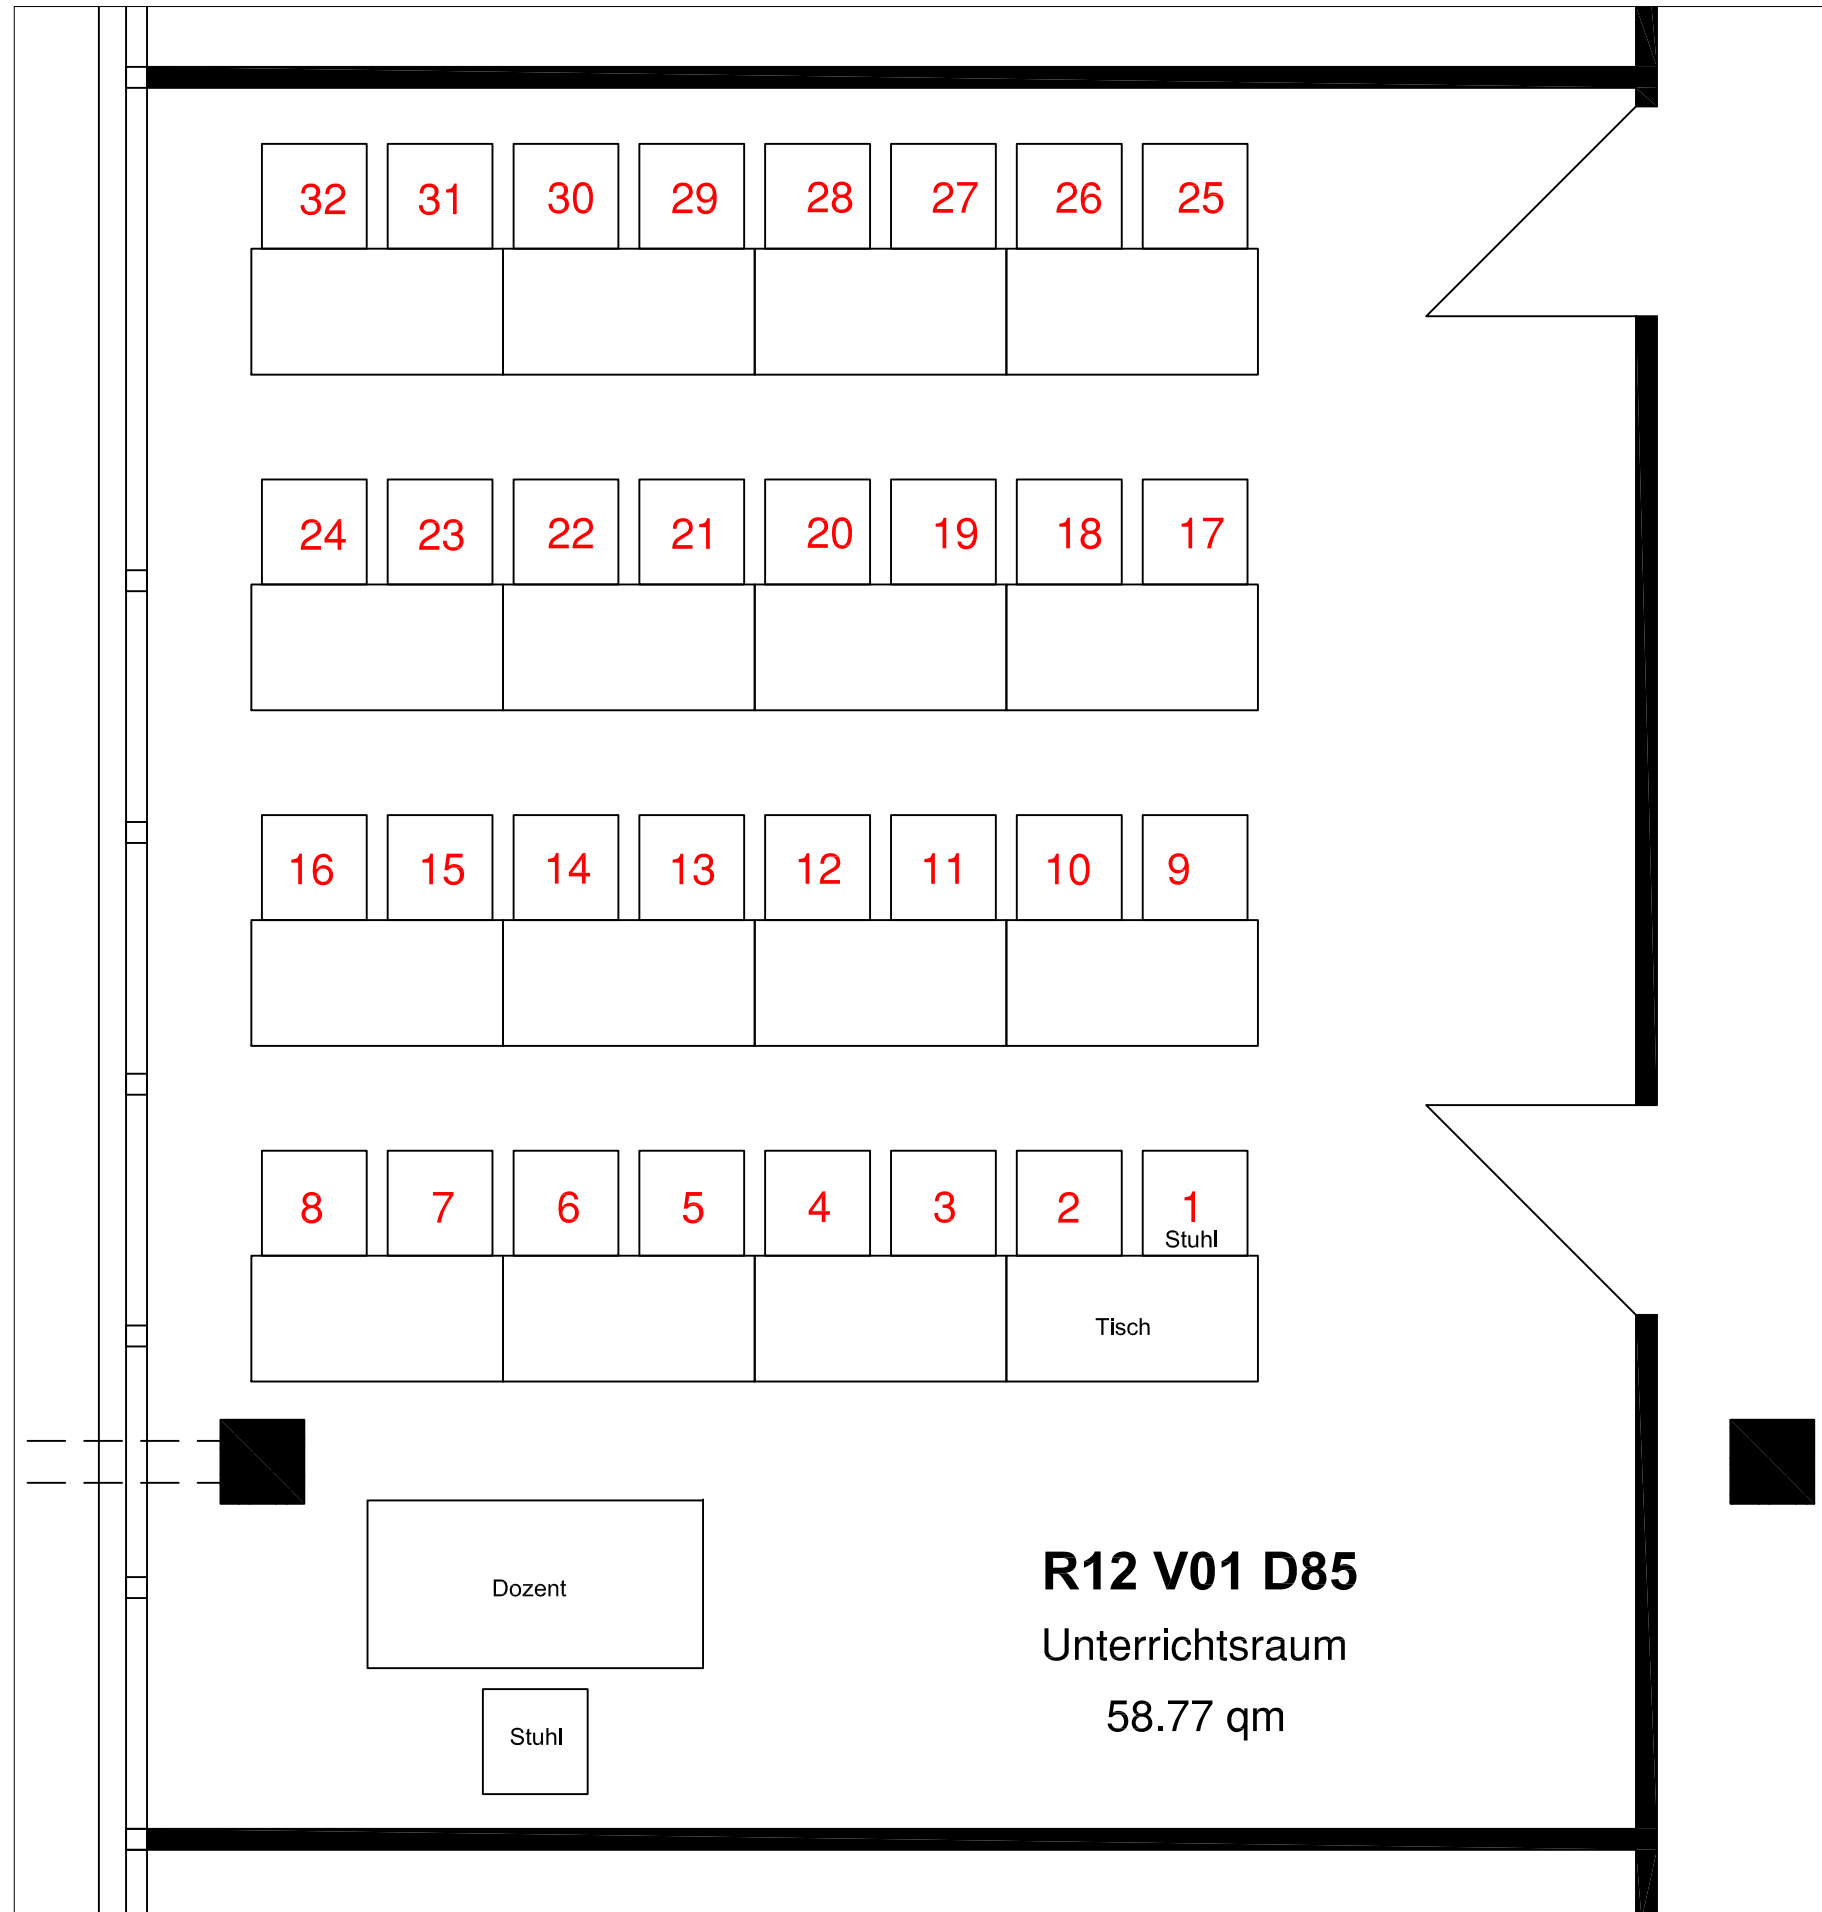 32 31 30 29 28 27 26 25
24 23 22 21 20 19 18 17
16 15 14 13 12 11 10 9
8 7 6 5 4 3 2 1
Stuhl
Tisch
Dozent
Stuhl
R12 V01 D85
Unterrichtsraum
58.77 qm